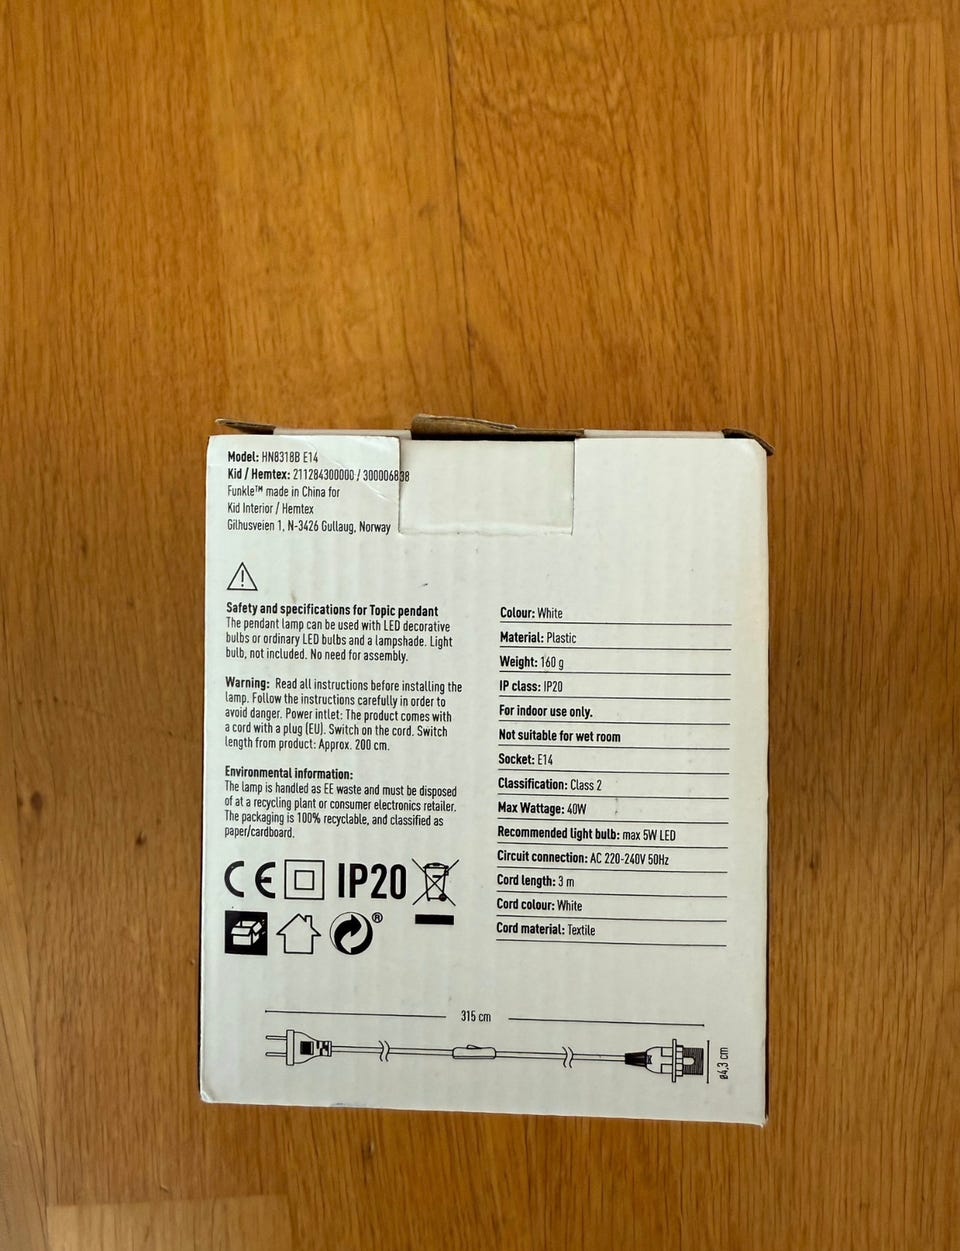 Model: HN8318B E14
Kid / Hemtex: 211284300000 / 300006838
Funkle™ made in China for
Kid Interior / Hemtex
Gilhusveien 1, N-3426 Gullaug, Norway
Safety and specifications for Topic pendant
The pendant lamp can be used with LED decorative
bulbs or ordinary LED bulbs and a lampshade. Light
bulb, not included. No need for assembly.
Warning: Read all instructions before installing the
lamp. Follow the instructions carefully in order to
avoid danger. Power intlet: The product comes with
a cord with a plug (EU). Switch on the cord. Switch
length from product: Approx. 200 cm.
Environmental information:
The lamp is handled as EE waste and must be disposed
of at a recycling plant or consumer electronics retailer.
The packaging is 100% recyclable, and classified as
paper/cardboard.
CE IP20
®
Colour: White
Material: Plastic
Weight: 160 g
IP class: IP20
For indoor use only.
Not suitable for wet room
Socket: E14
Classification: Class 2
Max Wattage: 40W
Recommended light bulb: max 5W LED
Circuit connection: AC 220-240V 50Hz
Cord length: 3 m
Cord colour: White
Cord material: Textile
315 cm
ø4,3 cm